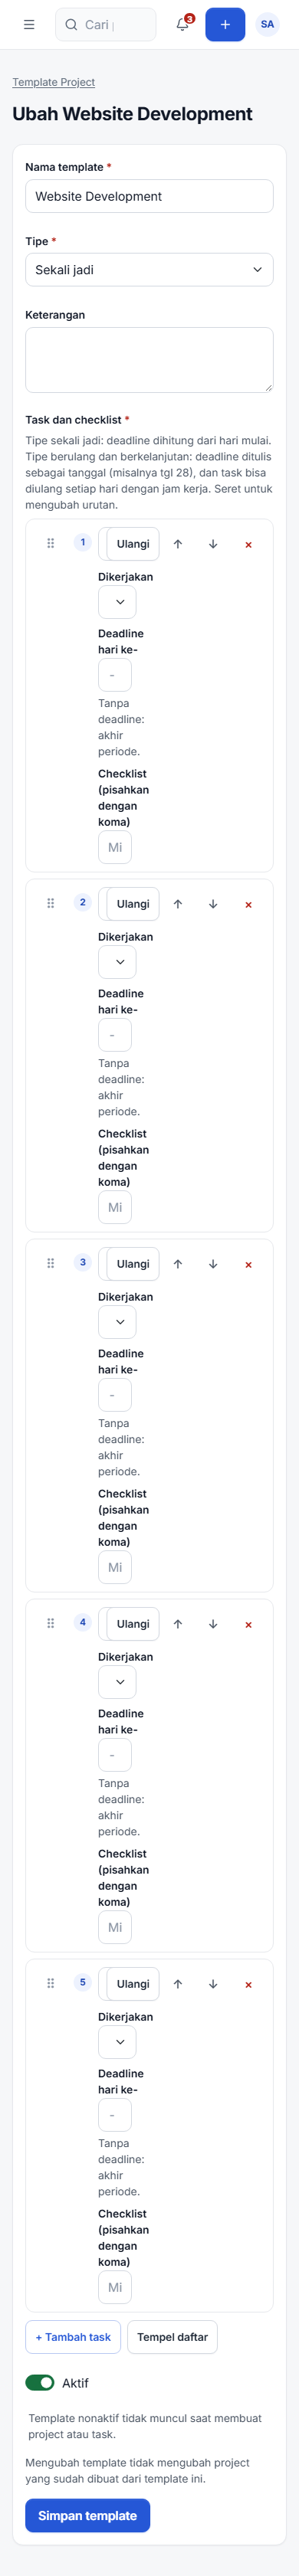 Cari
3
+
SA
Template Project
Ubah Website Development
Nama template *
Website Development
Tipe *
Sekali jadi
Keterangan
Task dan checklist *
Tipe sekali jadi: deadline dihitung dari hari mulai.
Tipe berulang dan berkelanjutan: deadline ditulis
sebagai tanggal (misalnya tgl 28), dan task bisa
diulang setiap hari dengan jam kerja. Seret untuk
mengubah urutan.
1 Ulangi ↑ ↓ ×
Dikerjakan
Deadline
hari ke-
-
Tanpa
deadline:
akhir
periode.
Checklist
(pisahkan
dengan
koma)
Mi
2 Ulangi ↑ ↓ ×
Dikerjakan
Deadline
hari ke-
-
Tanpa
deadline:
akhir
periode.
Checklist
(pisahkan
dengan
koma)
Mi
3 Ulangi ↑ ↓ ×
Dikerjakan
Deadline
hari ke-
-
Tanpa
deadline:
akhir
periode.
Checklist
(pisahkan
dengan
koma)
Mi
4 Ulangi ↑ ↓ ×
Dikerjakan
Deadline
hari ke-
-
Tanpa
deadline:
akhir
periode.
Checklist
(pisahkan
dengan
koma)
Mi
5 Ulangi ↑ ↓ ×
Dikerjakan
Deadline
hari ke-
-
Tanpa
deadline:
akhir
periode.
Checklist
(pisahkan
dengan
koma)
Mi
+ Tambah task
Tempel daftar
Aktif
Template nonaktif tidak muncul saat membuat
project atau task.
Mengubah template tidak mengubah project
yang sudah dibuat dari template ini.
Simpan template